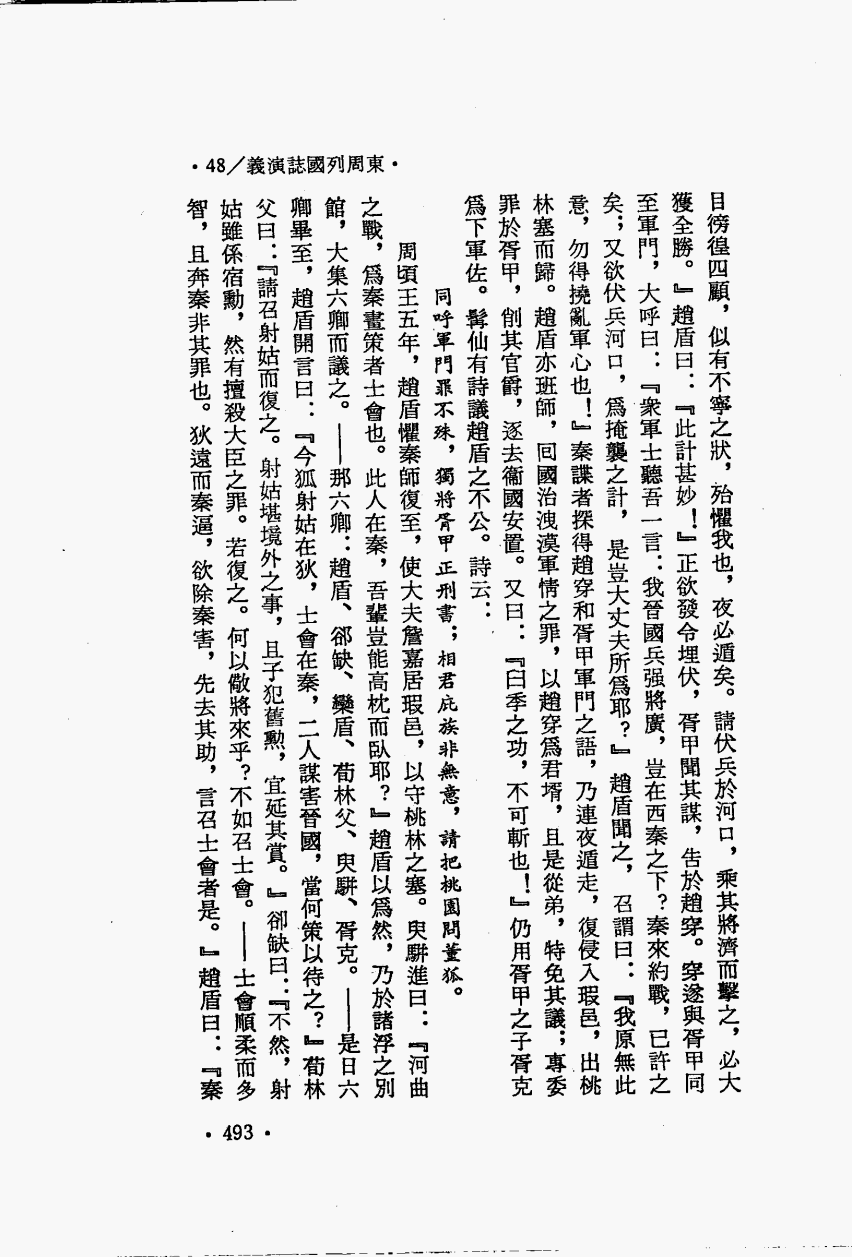 ·東周列國誌演義/48·
目徬徨四顧，似有不寧之狀，殆懼我也，夜必遁矣。請伏兵於河口，乘其將濟而擊之，必大
獲全勝。』趙盾曰：『此計甚妙！』正欲發令埋伏，胥甲聞其謀，告於趙穿。穿遂與胥甲同
至軍門，大呼曰：『衆軍士聽吾一言：我晉國兵强將廣，豈在西秦之下？秦來約戰，已許之
矣；又欲伏兵河口，爲掩襲之計，是豈大丈夫所爲耶？』趙盾聞之，召謂曰：『我原無此
意，勿得撓亂軍心也！』秦諜者探得趙穿和胥甲軍門之語，乃連夜遁走，復侵入瑕邑，出桃
林塞而歸。趙盾亦班師，回國治洩漠軍情之罪，以趙穿爲君壻，且是從弟，特免其議；專委
罪於胥甲，削其官爵，逐去衞國安置。又曰：『臼季之功，不可斬也！』仍用胥甲之子胥克
爲下軍佐。髯仙有詩議趙盾之不公。詩云：
同呼軍門罪不殊，獨將胥甲正刑書；相君庇族非無意，請把桃園問董狐。
周頃王五年，趙盾懼秦師復至，使大夫詹嘉居瑕邑，以守桃林之塞。臾駢進曰：『河曲
之戰，爲秦畫策者士會也。此人在秦，吾輩豈能高枕而臥耶？』趙盾以爲然，乃於諸浮之別
館，大集六卿而議之。——那六卿：趙盾、郤缺、欒盾、荀林父、臾駢、胥克。——是日六
卿畢至，趙盾開言曰：『今狐射姑在狄，士會在秦，二人謀害晉國，當何策以待之？』荀林
父曰：『請召射姑而復之。射姑堪境外之事，且子犯舊勳，宜延其賞。』卻缺曰：『不然，射
姑雖係宿勳，然有擅殺大臣之罪。若復之。何以儆將來乎？不如召士會。——士會順柔而多
智，且奔秦非其罪也。狄遠而秦逼，欲除秦害，先去其助，言召士會者是。』趙盾曰：『秦
·493·